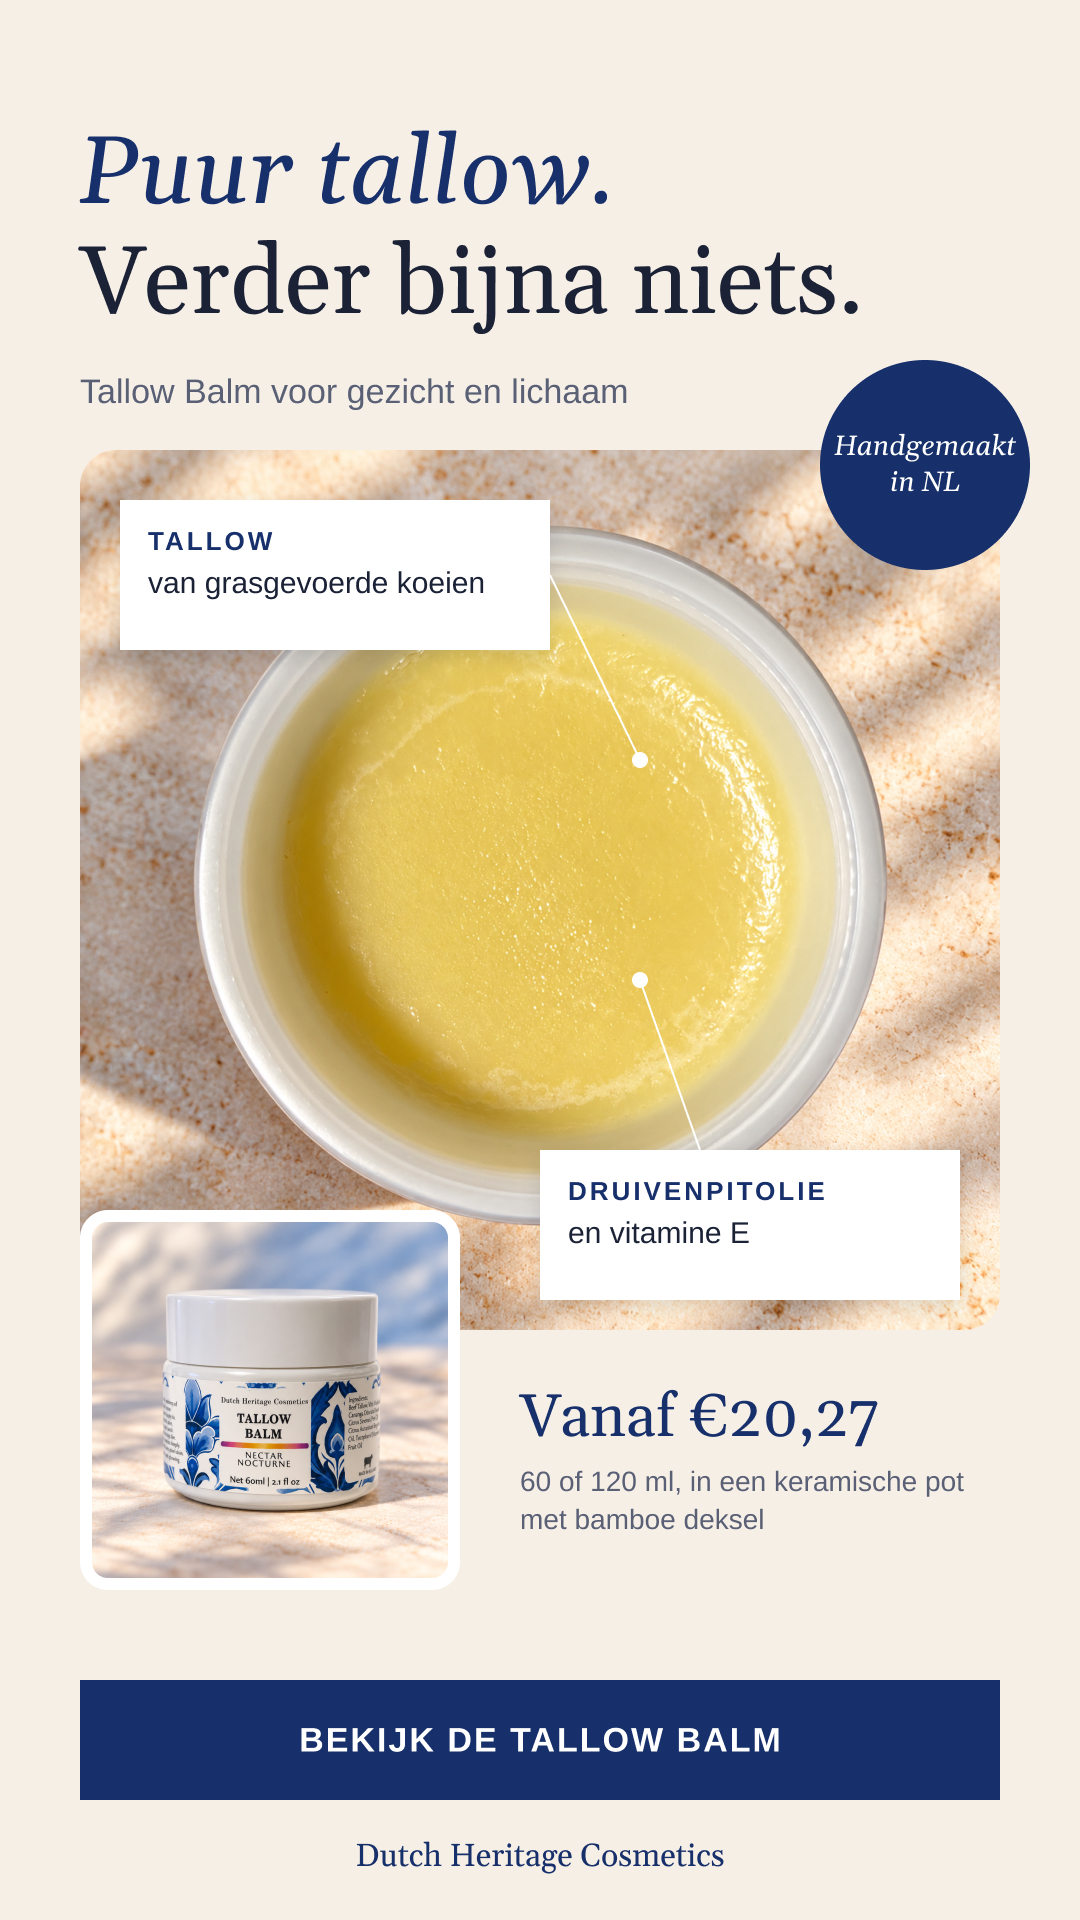 Puur tallow.
Verder bijna niets.
Tallow Balm voor gezicht en lichaam
Handgemaakt
in NL
TALLOW
van grasgevoerde koeien
DRUIVENPITOLIE
en vitamine E
Dutch Heritage Cosmetics
TALLOW
BALM
NECTAR
NOCTURNE
Net 60ml | 2.1 fl oz
Ingredients:
Vanaf €20,27
60 of 120 ml, in een keramische pot
met bamboe deksel
BEKIJK DE TALLOW BALM
Dutch Heritage Cosmetics